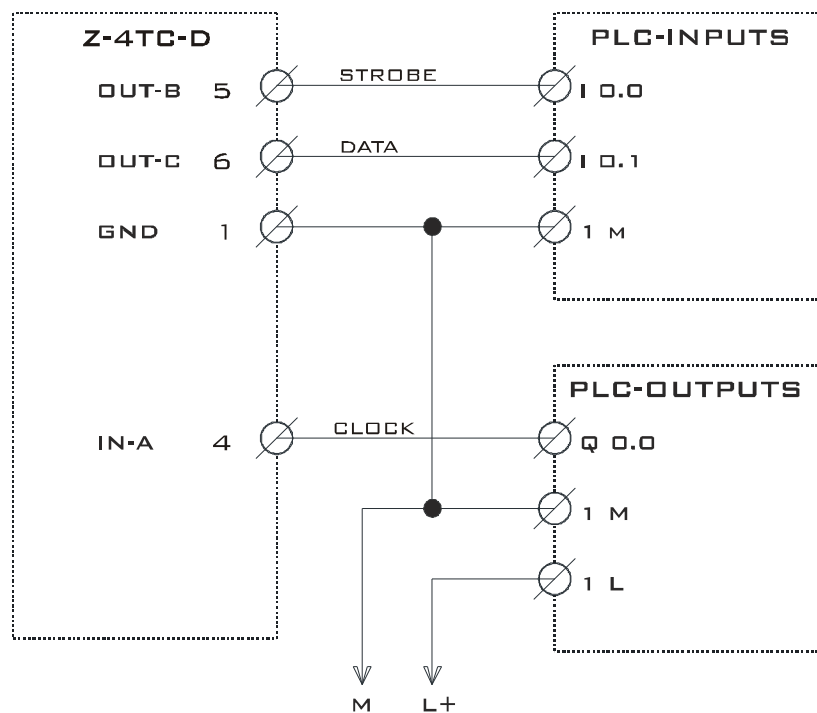 Z-4TC-D
PLC-INPUTS
OUT-B 5
STROBE
I 0.0
OUT-C 6
DATA
I 0.1
GND 1
1 M
PLC-OUTPUTS
IN-A 4
CLOCK
Q 0.0
1 M
1 L
M
L+